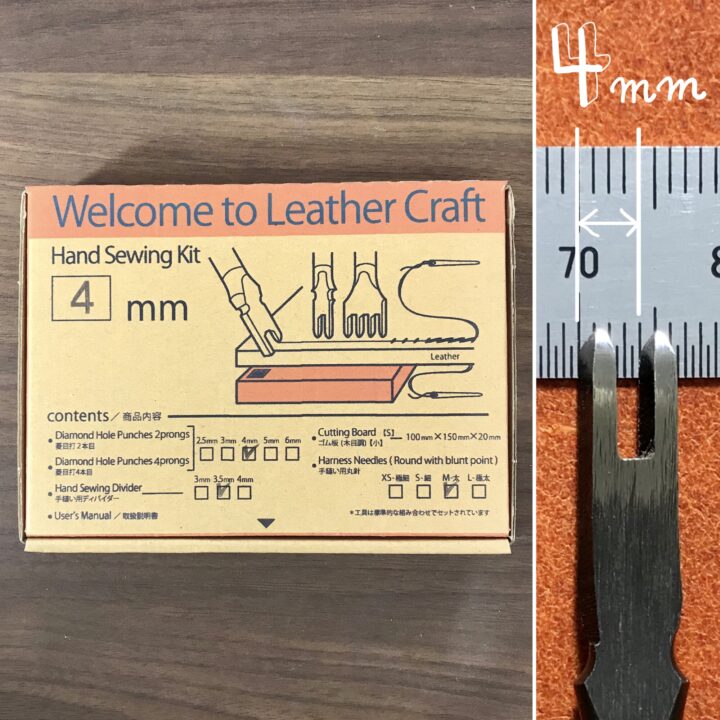 Welcome to Leather Craft
Hand Sewing Kit
4 mm
Leather
contents／商品内容
• Diamond Hole Punches 2prongs
菱目打2本目
• Diamond Hole Punches 4prongs
菱目打4本目
2.5mm 3mm 4mm 5mm 6mm
• Hand Sewing Divider
手縫い用ディバイダー
3mm 3.5mm 4mm
• User's Manual／取扱説明書
• Cutting Board 【S】 100mm×150mm×20mm
ゴム板(木目調)【小】
• Harness Needles (Round with blunt point)
手縫い用丸針
XS-極細 S-細 M-太 L-極太
*工具は標準的な組み合わせでセットされています
4mm
70 8